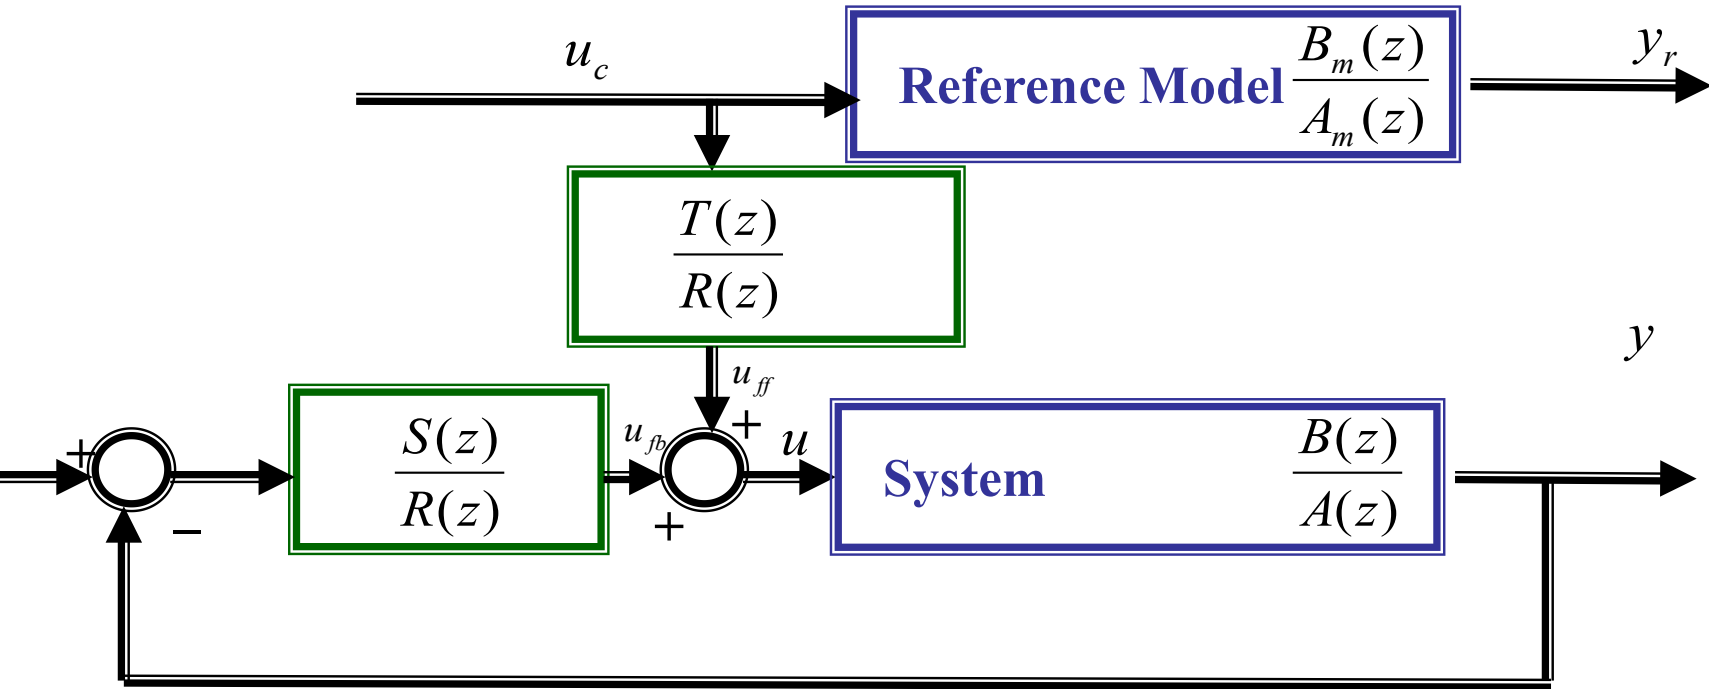 u_c
Reference Model B_m(z) / A_m(z)
y_r
T(z) / R(z)
u_ff
+
y
+
S(z) / R(z)
u_fb
u
System B(z) / A(z)
−
+